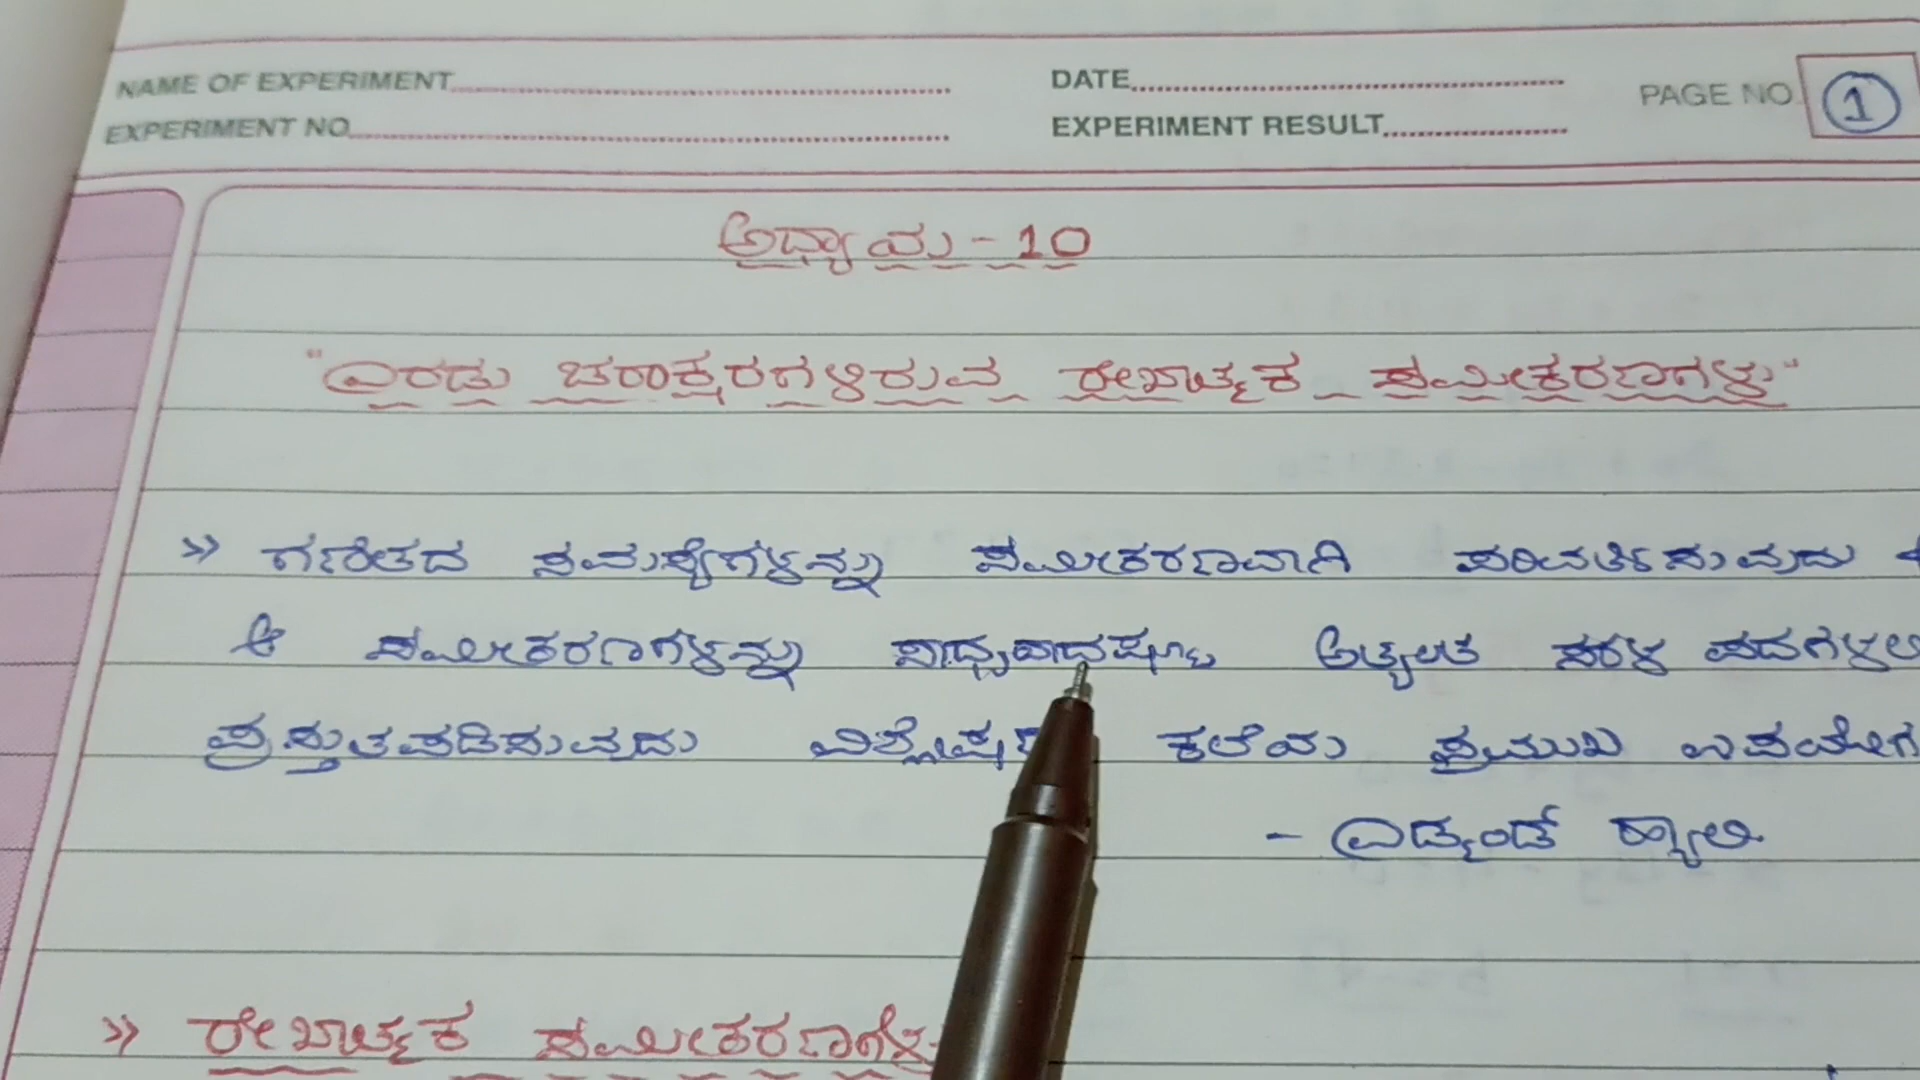 NAME OF EXPERIMENT
DATE
PAGE NO. 1
EXPERIMENT NO.
EXPERIMENT RESULT
ಅಧ್ಯಾಯ - 10
"ಎರಡು ಚರಾಕ್ಷರಗಳಿರುವ ರೇಖಾತ್ಮಕ ಸಮೀಕರಣಗಳು"
» ಗಣಿತದ ಸಮಸ್ಯೆಗಳನ್ನು ಸಮೀಕರಣವಾಗಿ ಪರಿವರ್ತಿಸುವುದು
ಆ ಸಮೀಕರಣಗಳನ್ನು ಸಾಧ್ಯವಾದಷ್ಟು ಅತ್ಯಂತ ಸರಳ ಪದಗಳಲ
ಪ್ರಸ್ತುತಪಡಿಸುವುದು ಕಲೆಯ ಪ್ರಮುಖ ಉಪಯೋಗ
- ಎಡ್ಮಂಡ್ ಹ್ಯಾಲಿ
» ರೇಖಾತ್ಮಕ ಸಮೀಕರಣಗಳು